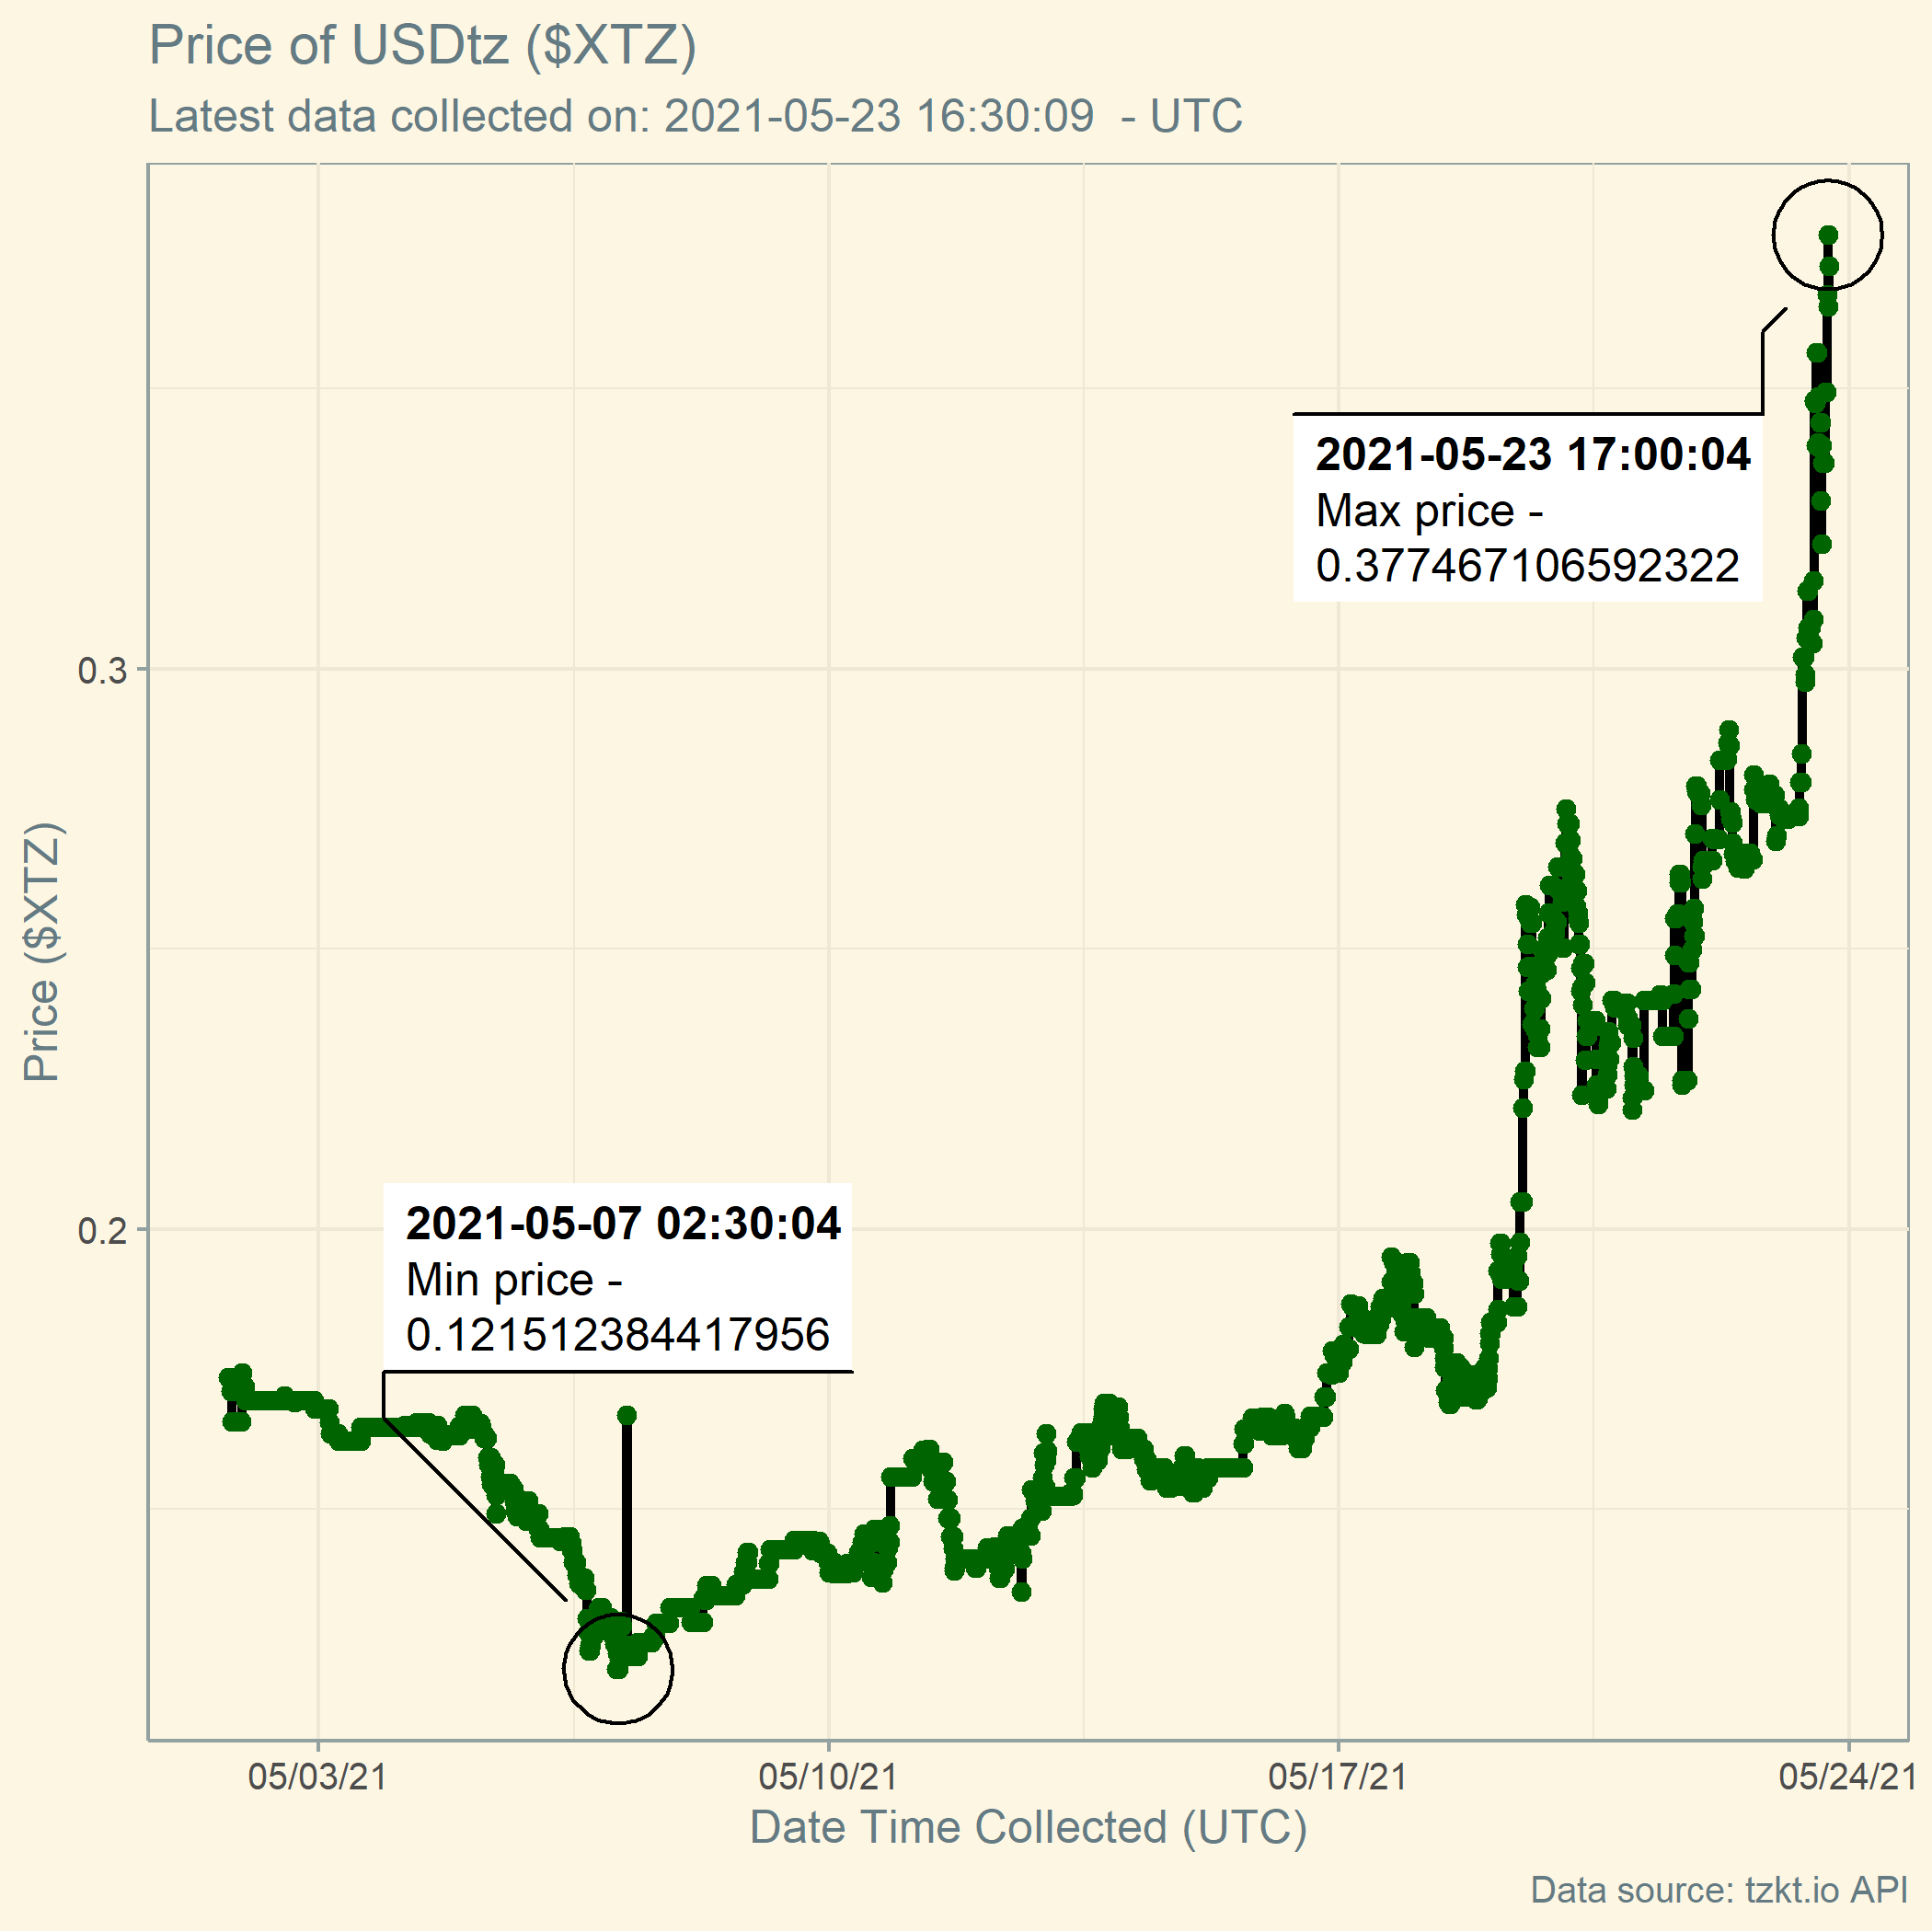 Price of USDtz ($XTZ)
Latest data collected on: 2021-05-23 16:30:09  - UTC
2021-05-23 17:00:04
Max price -
0.377467106592322
0.3
Price ($XTZ)
0.2
2021-05-07 02:30:04
Min price -
0.121512384417956
05/03/21 05/10/21 05/17/21 05/24/21
Date Time Collected (UTC)
Data source: tzkt.io API